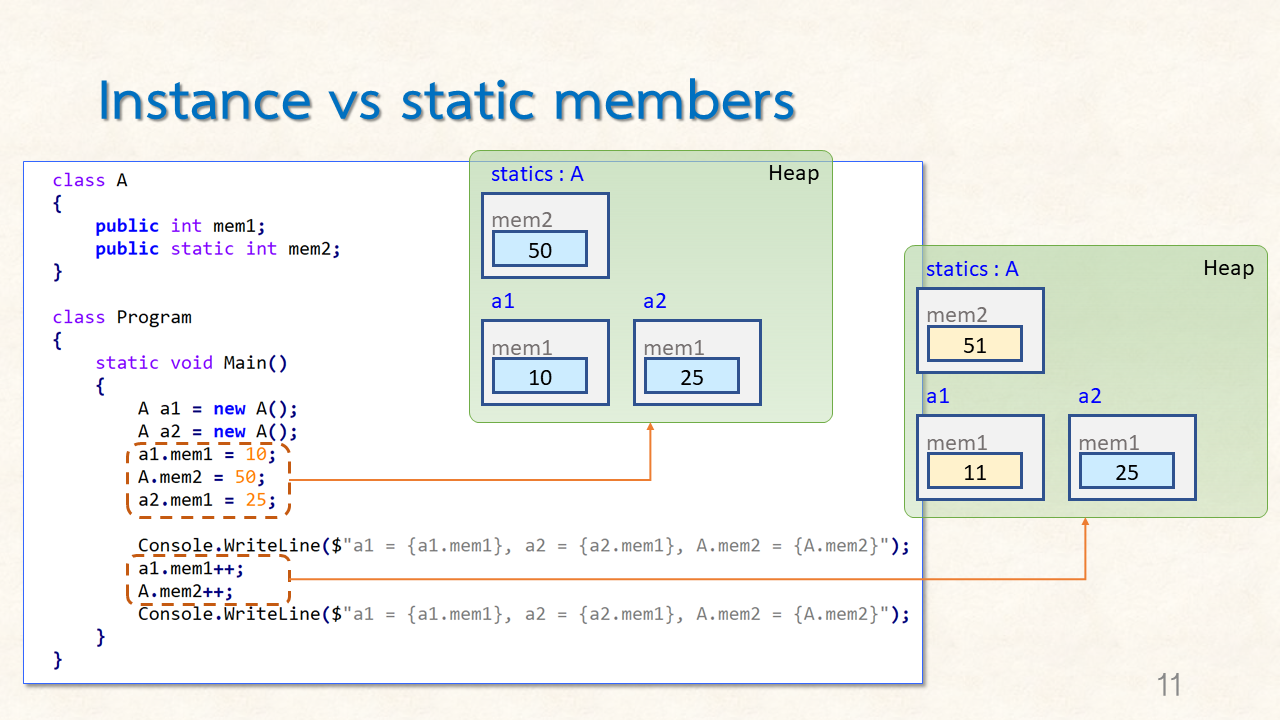 Instance vs static members
class A
{
    public int mem1;
    public static int mem2;
}
class Program
{
    static void Main()
    {
        A a1 = new A();
        A a2 = new A();
        a1.mem1 = 10;
        A.mem2 = 50;
        a2.mem1 = 25;
        Console.WriteLine($"a1 = {a1.mem1}, a2 = {a2.mem1}, A.mem2 = {A.mem2}");
        a1.mem1++;
        A.mem2++;
        Console.WriteLine($"a1 = {a1.mem1}, a2 = {a2.mem1}, A.mem2 = {A.mem2}");
    }
}
statics : A
Heap
mem2
50
a1
a2
mem1
mem1
10
25
statics : A
Heap
mem2
51
a1
a2
mem1
mem1
11
25
11